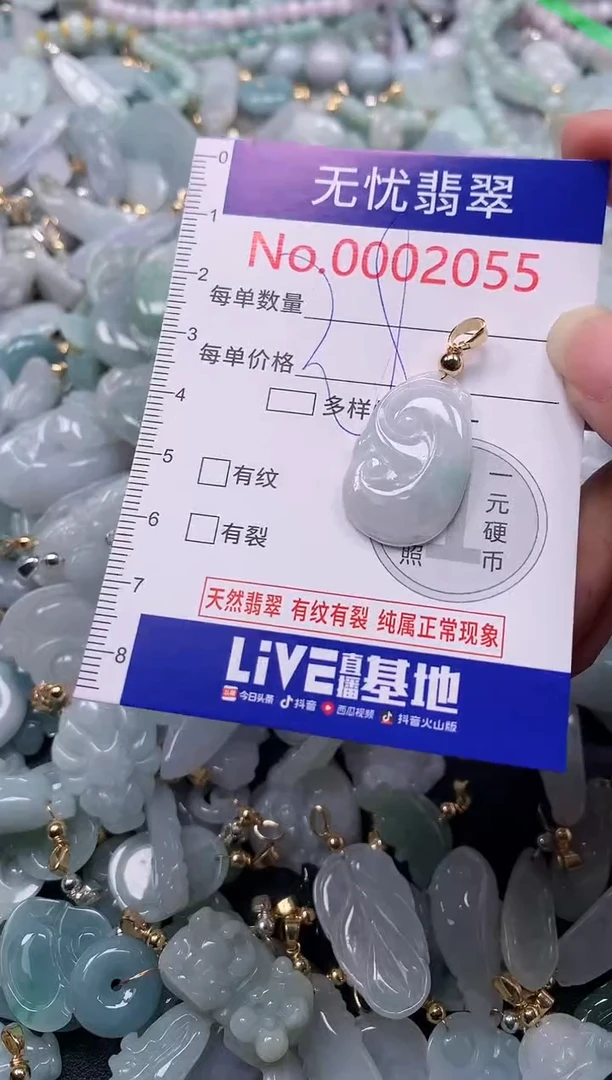 无忧翡翠
No.0002055
每单数量
每单价格
多样
有纹
有裂
一元硬币
照
天然翡翠 有纹有裂 纯属正常现象
LiVE直播基地
头条 今日头条 抖音 西瓜视频 抖音火山版
0
1
2
3
4
5
6
7
8